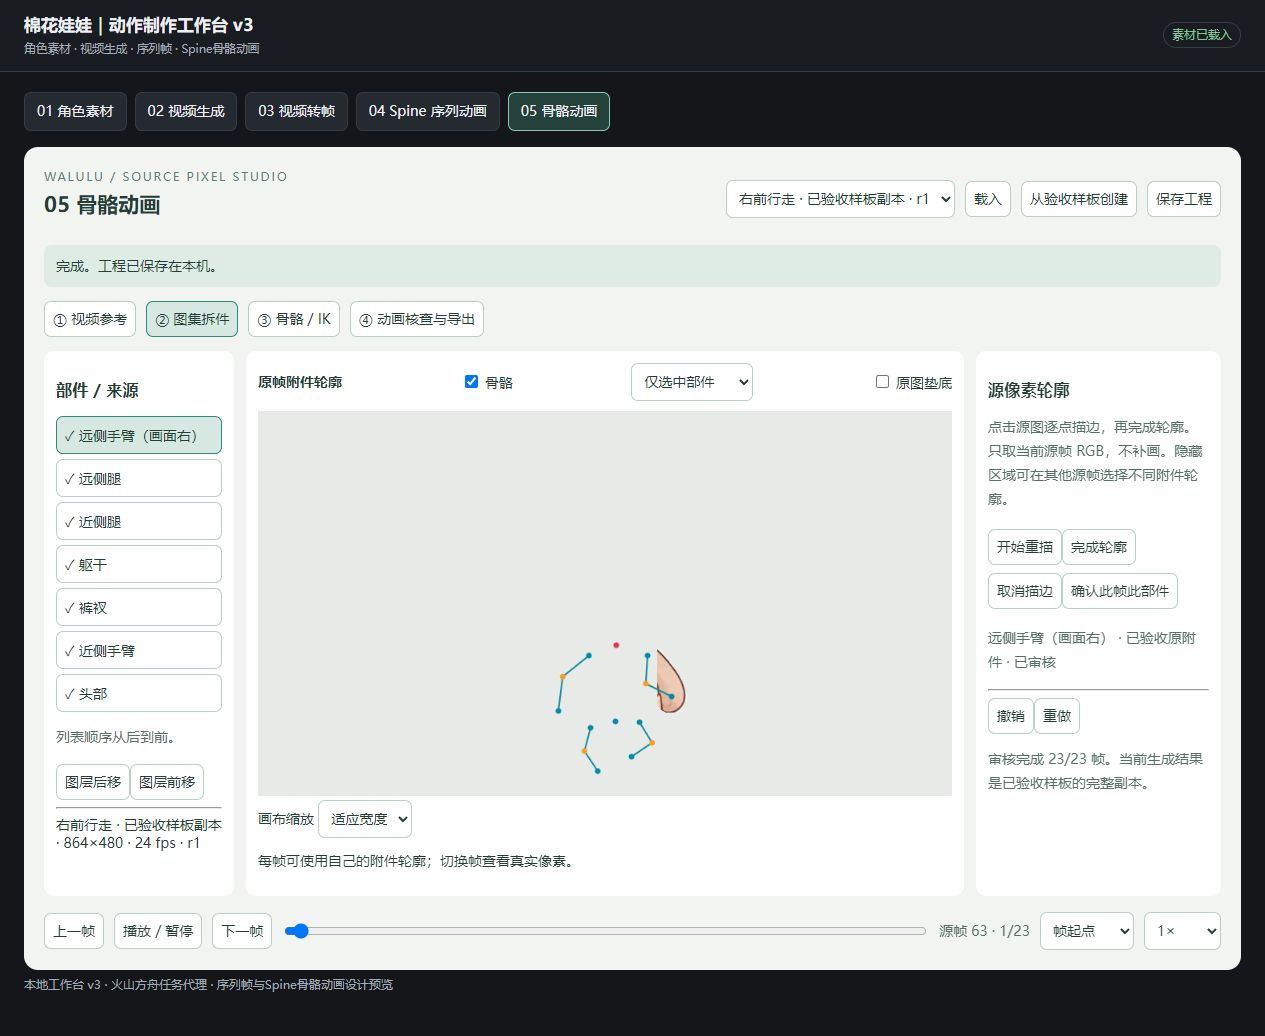 棉花娃娃｜动作制作工作台 v3
角色素材 · 视频生成 · 序列帧 · Spine骨骼动画
素材已载入
01 角色素材
02 视频生成
03 视频转帧
04 Spine 序列动画
05 骨骼动画
WALULU / SOURCE PIXEL STUDIO
05 骨骼动画
右前行走 · 已验收样板副本 · r1
载入
从验收样板创建
保存工程
完成。工程已保存在本机。
① 视频参考
② 图集拆件
③ 骨骼 / IK
④ 动画核查与导出
部件 / 来源
✓ 远侧手臂（画面右）
✓ 远侧腿
✓ 近侧腿
✓ 躯干
✓ 裤衩
✓ 近侧手臂
✓ 头部
列表顺序从后到前。
图层后移
图层前移
右前行走 · 已验收样板副本
· 864×480 · 24 fps · r1
原帧附件轮廓
骨骼
仅选中部件
原图垫底
画布缩放
适应宽度
每帧可使用自己的附件轮廓；切换帧查看真实像素。
源像素轮廓
点击源图逐点描边，再完成轮廓。
只取当前源帧 RGB，不补画。隐藏
区域可在其他源帧选择不同附件轮
廓。
开始重描
完成轮廓
取消描边
确认此帧此部件
远侧手臂（画面右） · 已验收原附
件 · 已审核
撤销
重做
审核完成 23/23 帧。当前生成结果
是已验收样板的完整副本。
上一帧
播放 / 暂停
下一帧
源帧 63 · 1/23
帧起点
1×
本地工作台 v3 · 火山方舟任务代理 · 序列帧与Spine骨骼动画设计预览